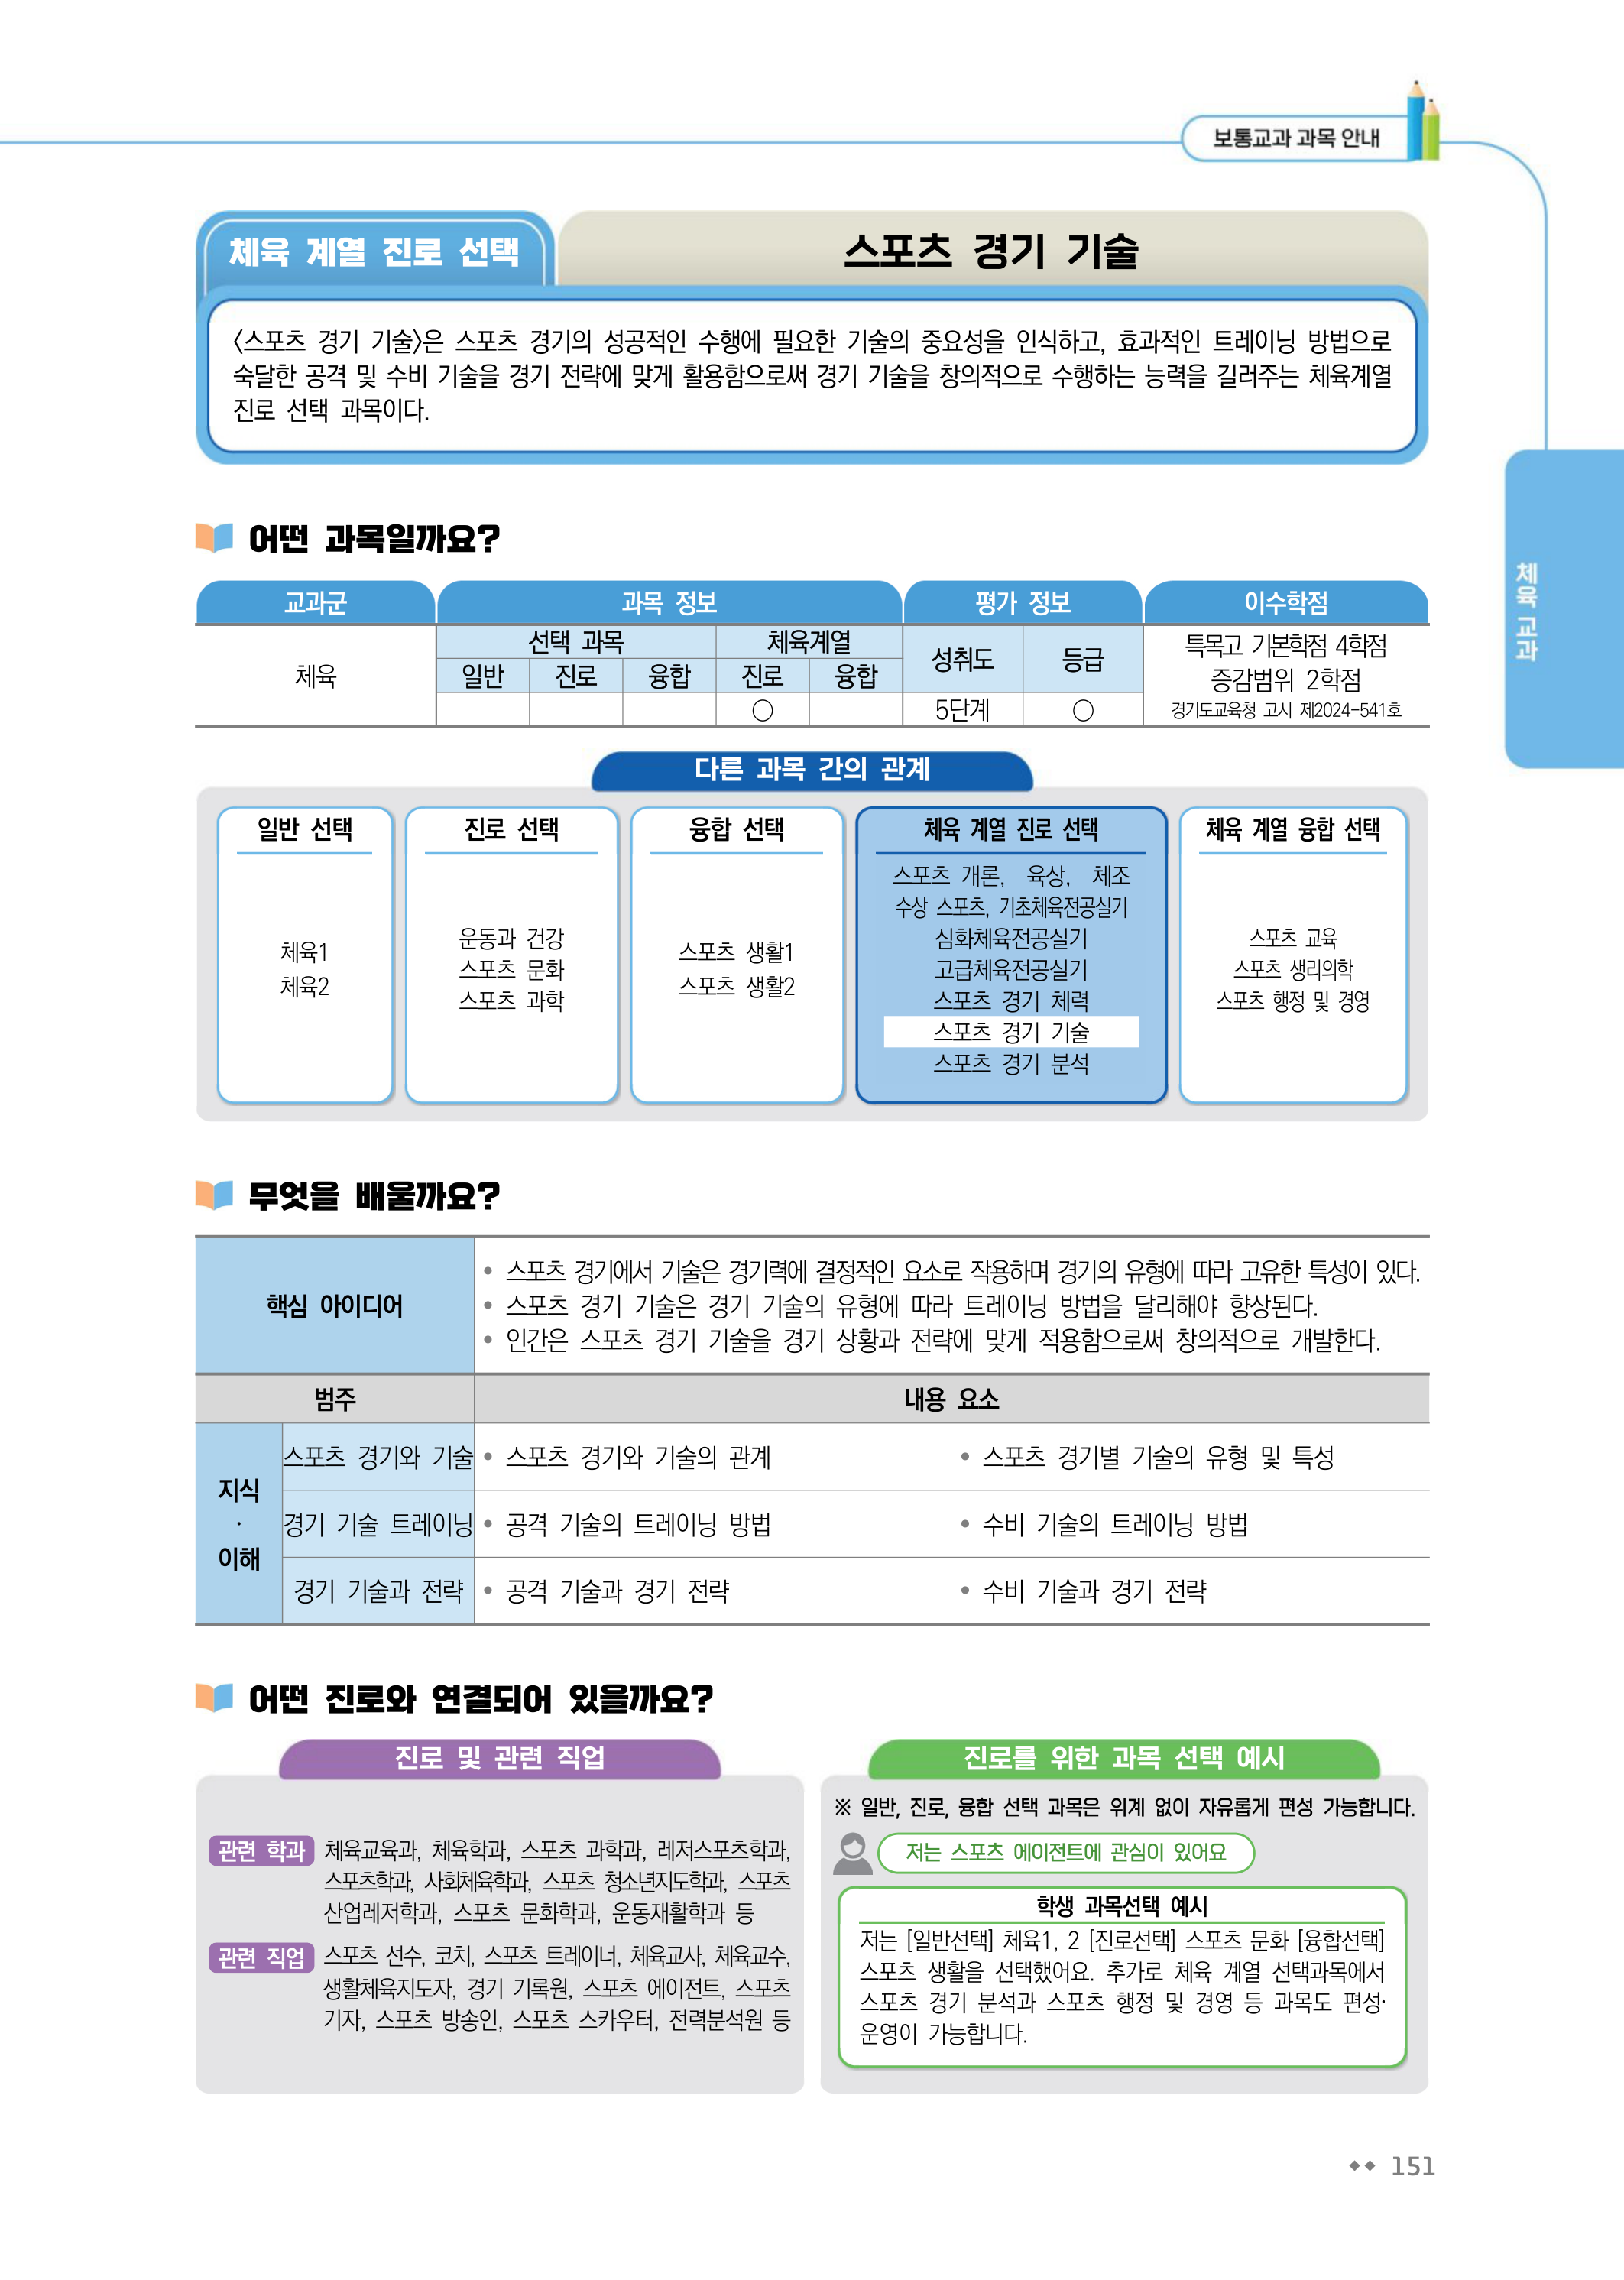 보통교과 과목 안내
체육 계열 진로 선택
스포츠 경기 기술
〈스포츠 경기 기술〉은 스포츠 경기의 성공적인 수행에 필요한 기술의 중요성을 인식하고, 효과적인 트레이닝 방법으로
숙달한 공격 및 수비 기술을 경기 전략에 맞게 활용함으로써 경기 기술을 창의적으로 수행하는 능력을 길러주는 체육계열
진로 선택 과목이다.
체육 교과
어떤 과목일까요?
교과군 과목 정보 평가 정보 이수학점
체육
선택 과목 체육계열
일반 진로 융합 진로 융합
○
성취도 등급
5단계 ○
특목고 기본학점 4학점
증감범위 2학점
경기도교육청 고시 제2024-541호
다른 과목 간의 관계
일반 선택
체육1
체육2
진로 선택
운동과 건강
스포츠 문화
스포츠 과학
융합 선택
스포츠 생활1
스포츠 생활2
체육 계열 진로 선택
스포츠 개론, 육상, 체조
수상 스포츠, 기초체육전공실기
심화체육전공실기
고급체육전공실기
스포츠 경기 체력
스포츠 경기 기술
스포츠 경기 분석
체육 계열 융합 선택
스포츠 교육
스포츠 생리의학
스포츠 행정 및 경영
무엇을 배울까요?
핵심 아이디어
• 스포츠 경기에서 기술은 경기력에 결정적인 요소로 작용하며 경기의 유형에 따라 고유한 특성이 있다.
• 스포츠 경기 기술은 경기 기술의 유형에 따라 트레이닝 방법을 달리해야 향상된다.
• 인간은 스포츠 경기 기술을 경기 상황과 전략에 맞게 적용함으로써 창의적으로 개발한다.
범주 내용 요소
지식
·
이해
스포츠 경기와 기술 • 스포츠 경기와 기술의 관계 • 스포츠 경기별 기술의 유형 및 특성
경기 기술 트레이닝 • 공격 기술의 트레이닝 방법 • 수비 기술의 트레이닝 방법
경기 기술과 전략 • 공격 기술과 경기 전략 • 수비 기술과 경기 전략
어떤 진로와 연결되어 있을까요?
진로 및 관련 직업
관련 학과 체육교육과, 체육학과, 스포츠 과학과, 레저스포츠학과,
스포츠학과, 사회체육학과, 스포츠 청소년지도학과, 스포츠
산업레저학과, 스포츠 문화학과, 운동재활학과 등
관련 직업 스포츠 선수, 코치, 스포츠 트레이너, 체육교사, 체육교수,
생활체육지도자, 경기 기록원, 스포츠 에이전트, 스포츠
기자, 스포츠 방송인, 스포츠 스카우터, 전력분석원 등
진로를 위한 과목 선택 예시
※ 일반, 진로, 융합 선택 과목은 위계 없이 자유롭게 편성 가능합니다.
저는 스포츠 에이전트에 관심이 있어요
학생 과목선택 예시
저는 [일반선택] 체육1, 2 [진로선택] 스포츠 문화 [융합선택]
스포츠 생활을 선택했어요. 추가로 체육 계열 선택과목에서
스포츠 경기 분석과 스포츠 행정 및 경영 등 과목도 편성·
운영이 가능합니다.
151